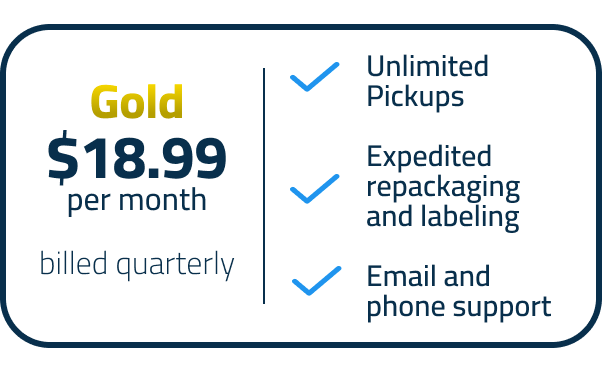 Gold
$18.99
per month
billed quarterly
Unlimited
Pickups
Expedited
repackaging
and labeling
Email and
phone support